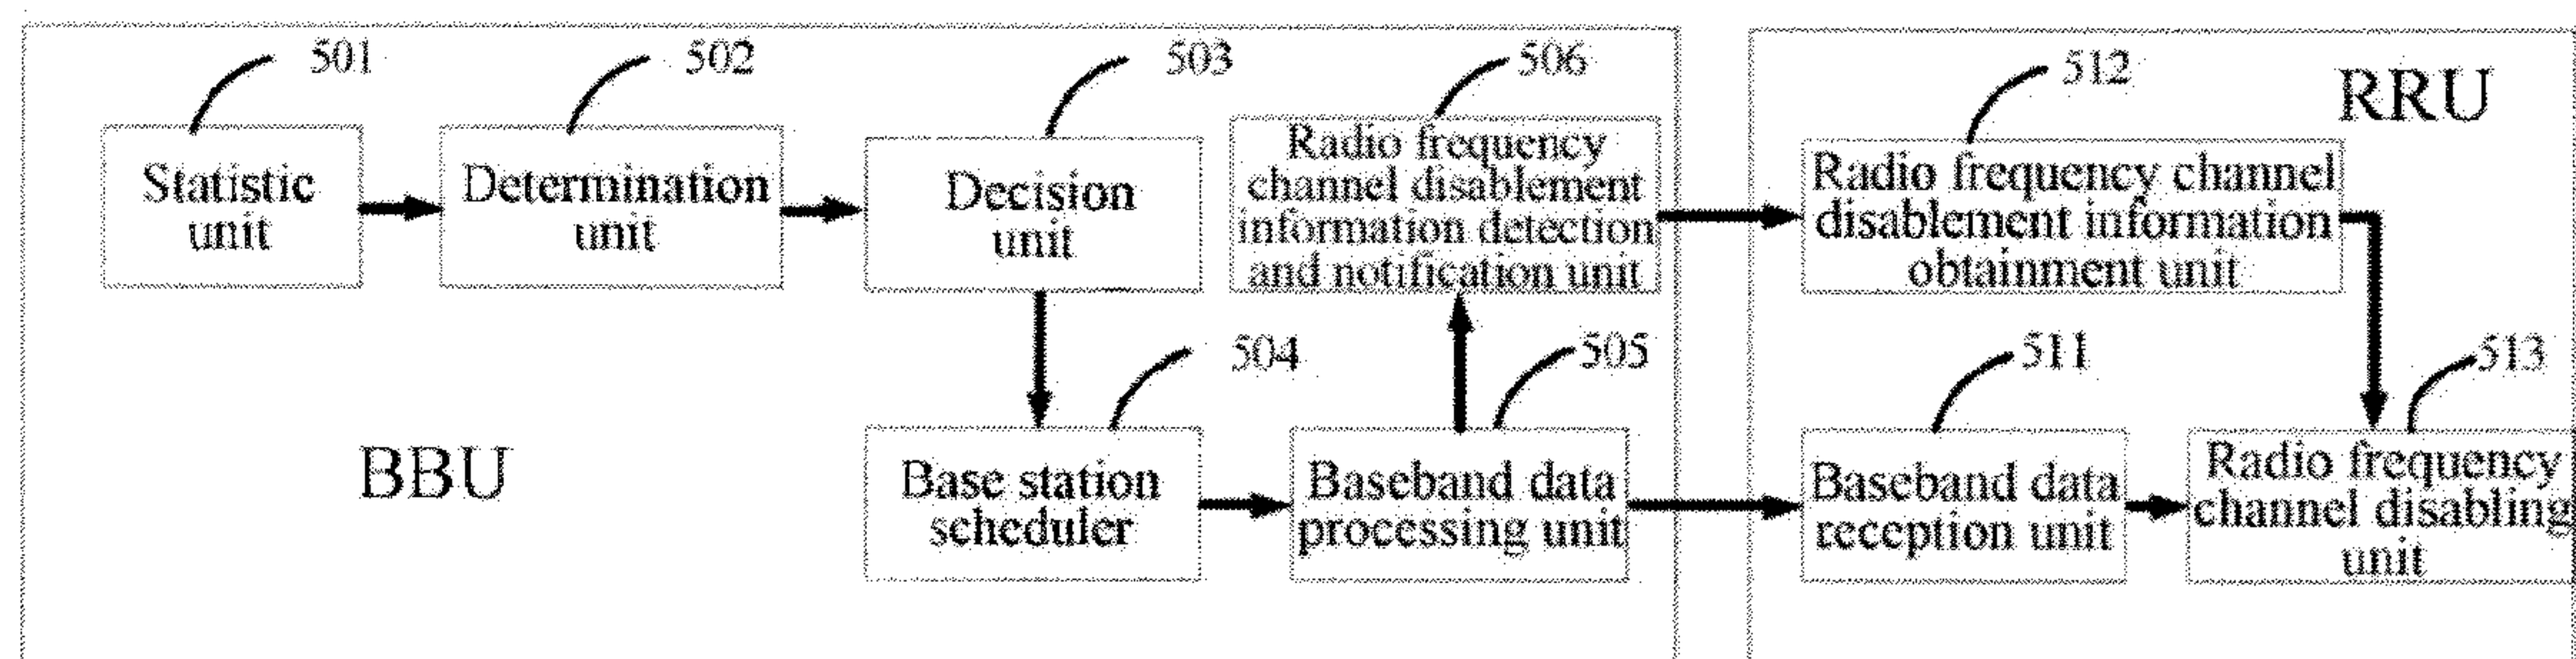 501
502
503
506
512
RRU
Statistic
unit
Determination
unit
Decision
unit
Radio frequency
channel disablement
information detection
and notification unit
Radio frequency channel
disablement information
obtainment unit
504
505
511
513
BBU
Base station
scheduler
Baseband data
processing unit
Baseband data
reception unit
Radio frequency
channel disabling
unit